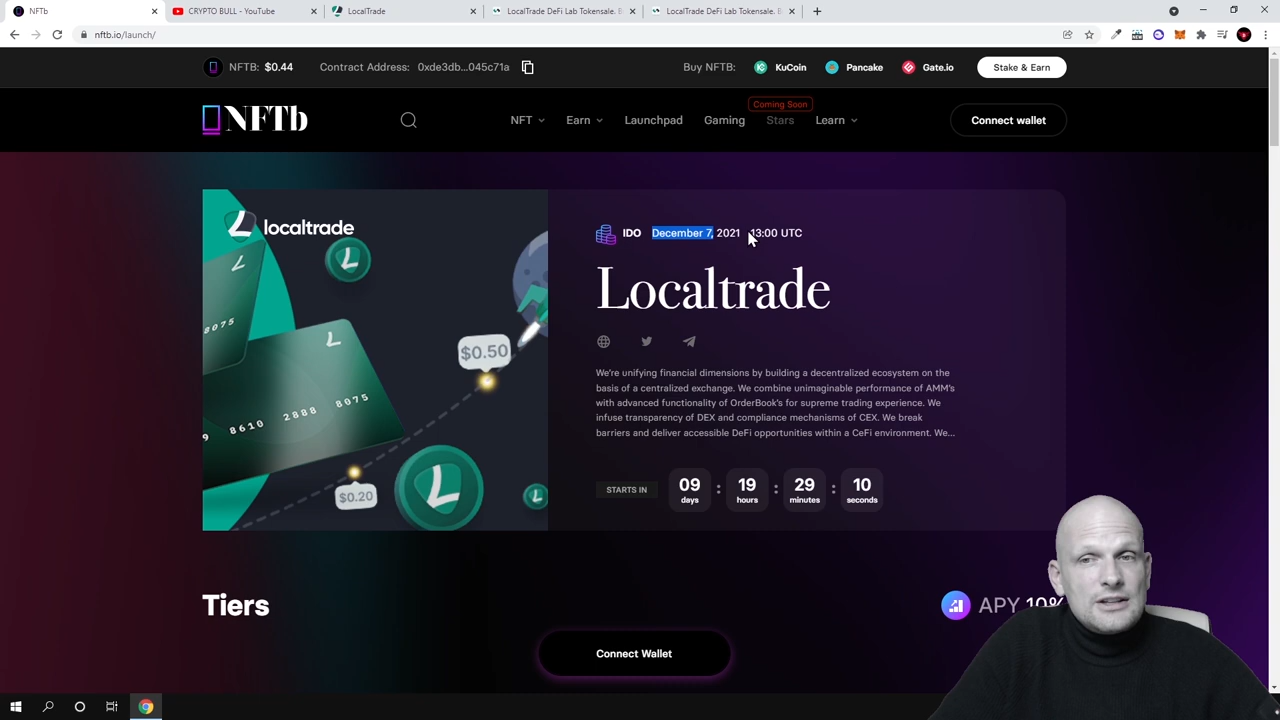 NFTb
CRYPTO BULL - YouTube
LocalTrade
LocalTrade DeFi Lab Tokensale. B
LocalTrade DeFi Lab Tokensale. B
nftb.io/launch/
NFTB: $0.44
Contract Address: 0xde3db...045c71a
Buy NFTB:
KuCoin
Pancake
Gate.io
Stake & Earn
NFTb
NFT
Earn
Launchpad
Gaming
Coming Soon
Stars
Learn
Connect wallet
localtrade
8075
9 8610 2888 8075
$0.50
$0.20
IDO December 7, 2021 13:00 UTC
Localtrade
We're unifying financial dimensions by building a decentralized ecosystem on the
basis of a centralized exchange. We combine unimaginable performance of AMM's
with advanced functionality of OrderBook's for supreme trading experience. We
infuse transparency of DEX and compliance mechanisms of CEX. We break
barriers and deliver accessible DeFi opportunities within a CeFi environment. We...
STARTS IN
09 : 19 : 29 : 10
days hours minutes seconds
Tiers
APY 10%
Connect Wallet